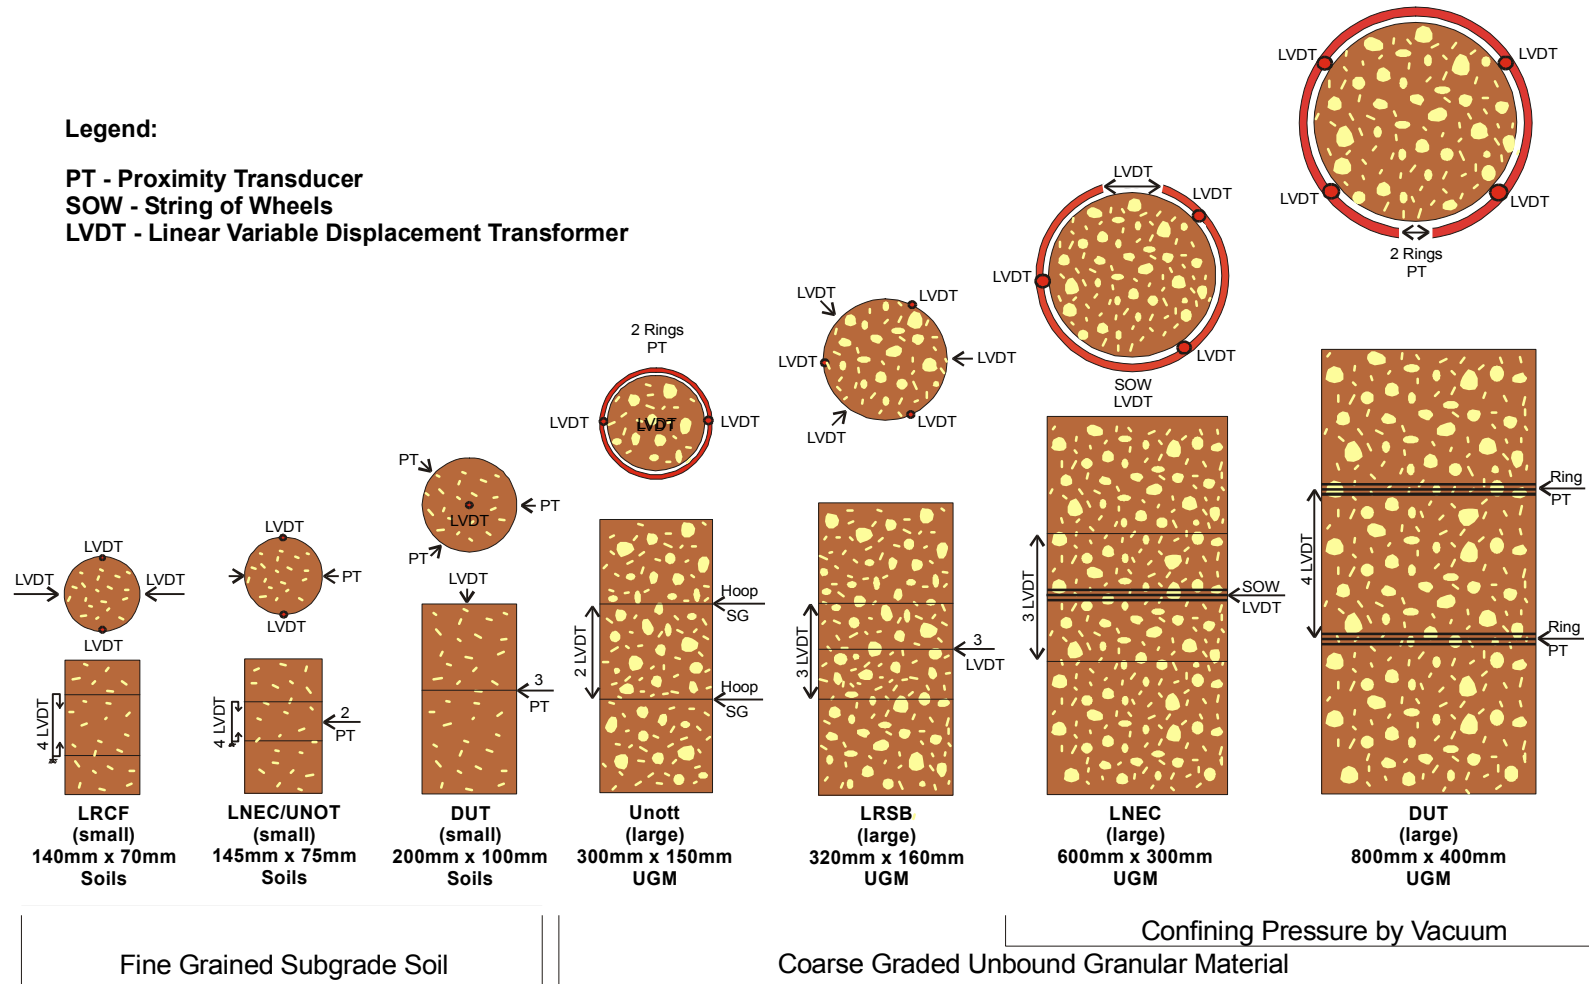 Legend:
PT - Proximity Transducer
SOW - String of Wheels
LVDT - Linear Variable Displacement Transformer
LVDT
LVDT
LVDT
LVDT
4 LVDT
LRCF
(small)
140mm x 70mm
Soils
LVDT
PT
LVDT
4 LVDT
2
PT
LNEC/UNOT
(small)
145mm x 75mm
Soils
PT
PT
LVDT
PT
LVDT
3
PT
DUT
(small)
200mm x 100mm
Soils
2 Rings
PT
LVDT
LVDT
LVDT
2 LVDT
Hoop
SG
Hoop
SG
Unott
(large)
300mm x 150mm
UGM
LVDT
LVDT
LVDT
LVDT
LVDT
LVDT
3 LVDT
3
LVDT
LRSB
(large)
320mm x 160mm
UGM
LVDT
LVDT
LVDT
LVDT
SOW
LVDT
3 LVDT
SOW
LVDT
LNEC
(large)
600mm x 300mm
UGM
LVDT
LVDT
LVDT
LVDT
2 Rings
PT
4 LVDT
Ring
PT
Ring
PT
DUT
(large)
800mm x 400mm
UGM
Fine Grained Subgrade Soil
Confining Pressure by Vacuum
Coarse Graded Unbound Granular Material